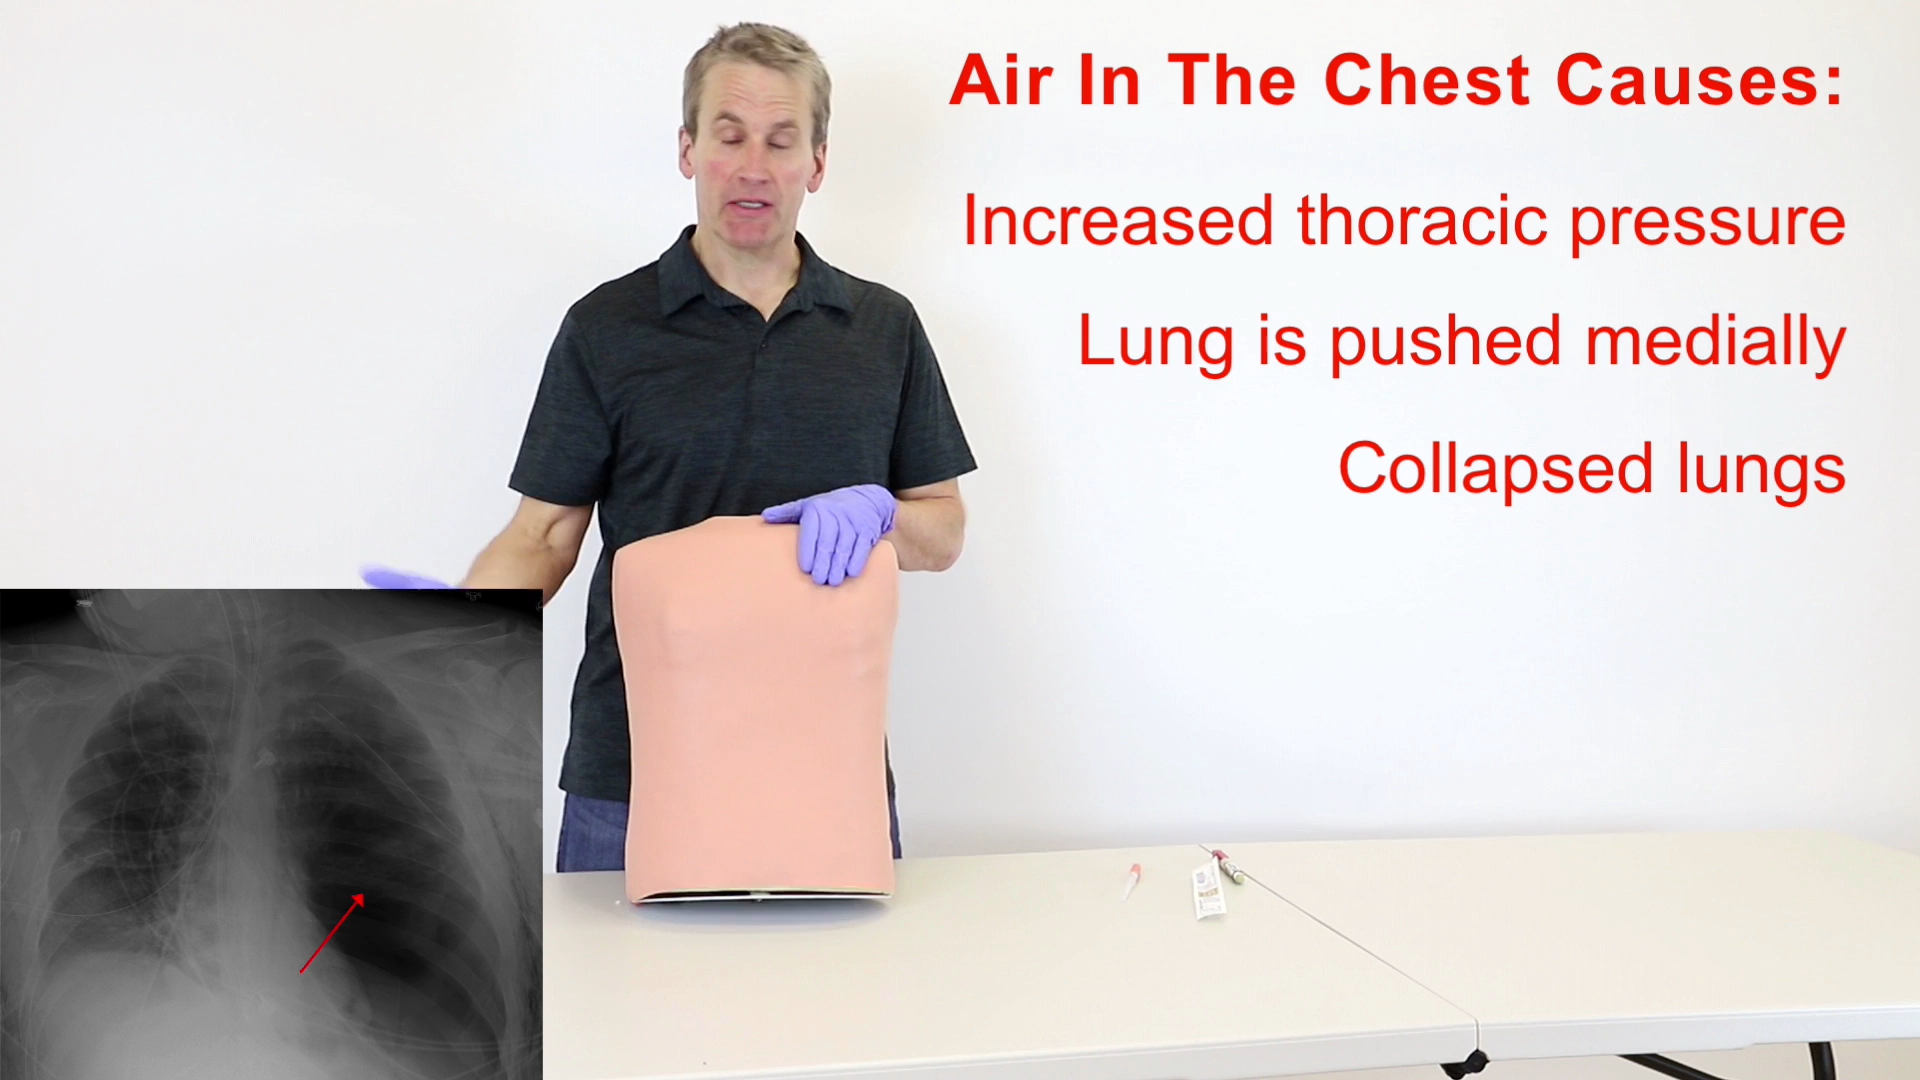 Air In The Chest Causes:
Increased thoracic pressure
Lung is pushed medially
Collapsed lungs